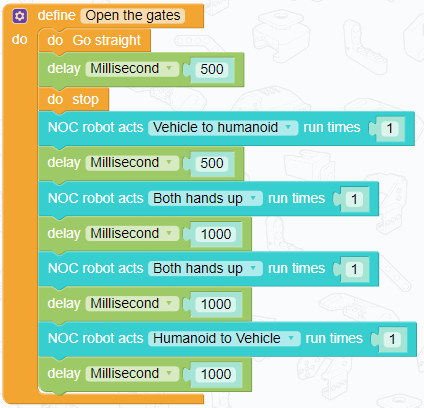 define Open the gates
do do Go straight
delay Millisecond 500
do stop
NOC robot acts Vehicle to humanoid run times 1
delay Millisecond 500
NOC robot acts Both hands up run times 1
delay Millisecond 1000
NOC robot acts Both hands up run times 1
delay Millisecond 1000
NOC robot acts Humanoid to Vehicle run times 1
delay Millisecond 1000